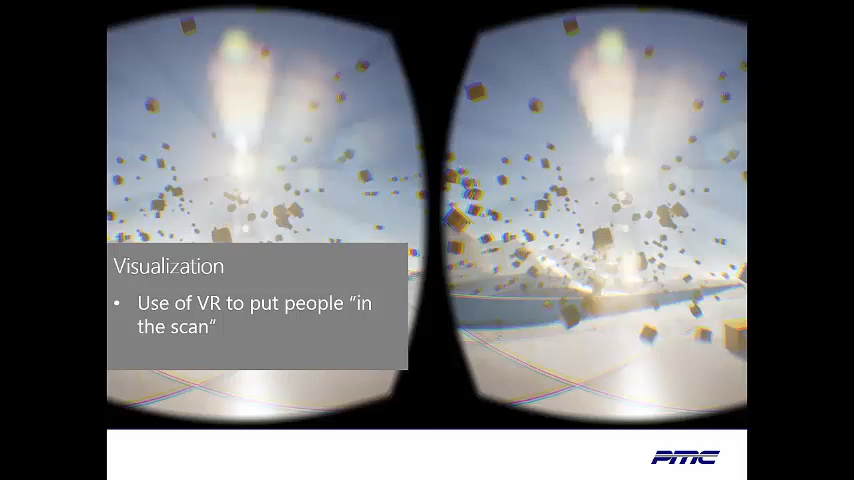 Visualization
• Use of VR to put people “in
the scan”
PMC